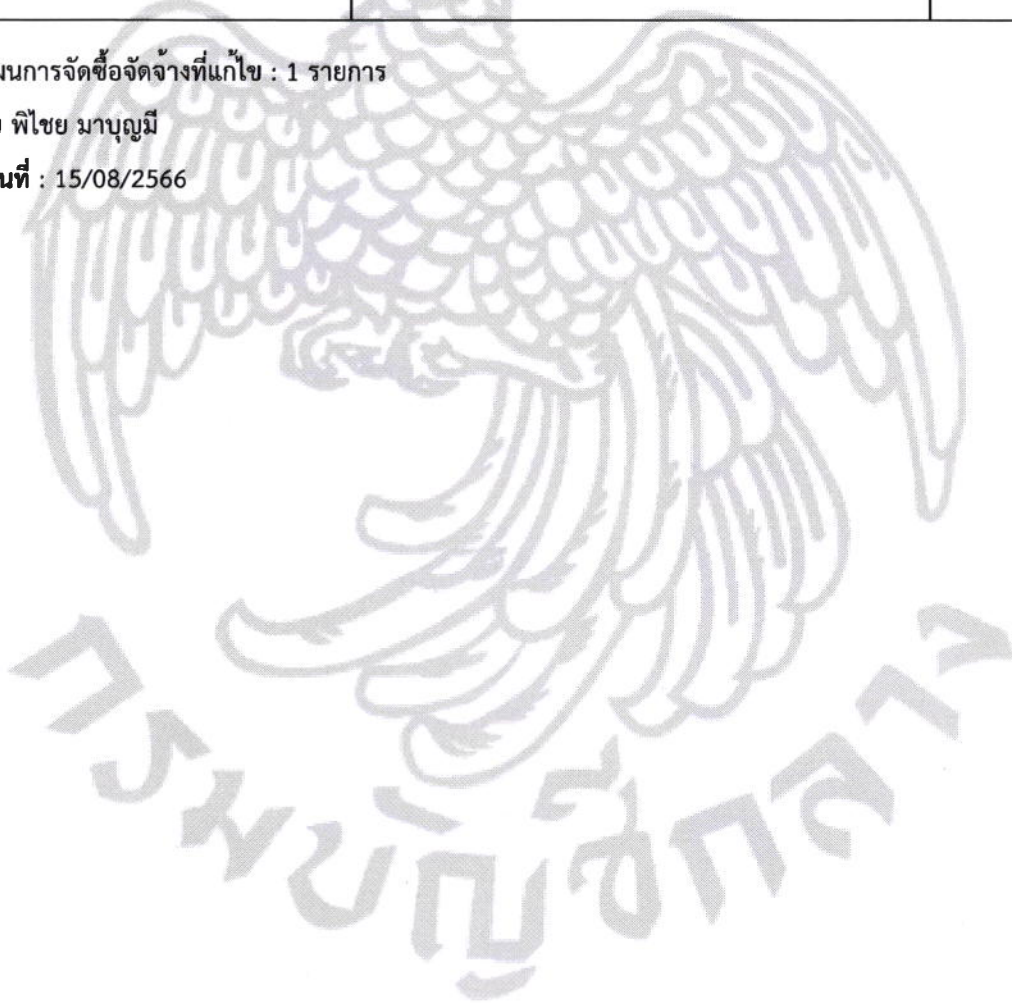 ผนการจัดซื้อจัดจ้างที่แก้ไข : 1 รายการ
พิไชย มาบุญมี
นที่ : 15/08/2566
กรมบัญชีกลาง